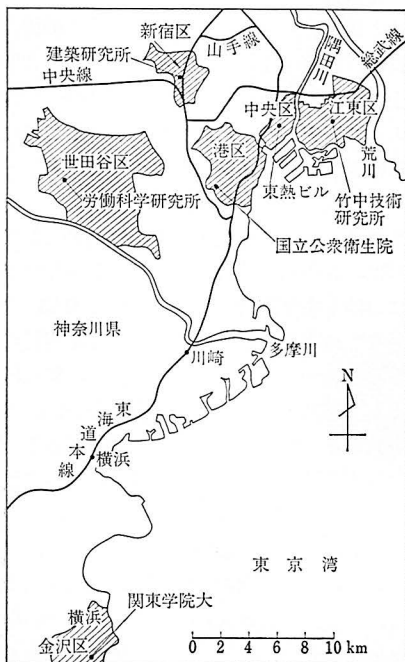 新宿区
建築研究所
中央線
山手線
隅田川
総武線
中央区
江東区
港区
荒川
世田谷区
東熱ビル
竹中技術
研究所
労働科学研究所
国立公衆衛生院
神奈川県
多摩川
川崎
N
東海道本線
横浜
東京湾
関東学院大
横浜
金沢区
0 2 4 6 8 10 km